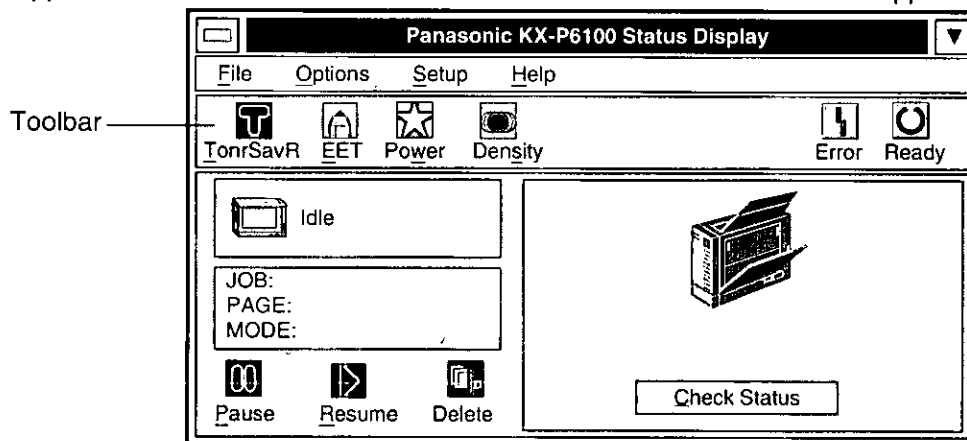 Panasonic KX-P6100 Status Display
File Options Setup Help
Toolbar
TonrSavR EET Power Density Error Ready
Idle
JOB:
PAGE:
MODE:
Pause Resume Delete
Check Status